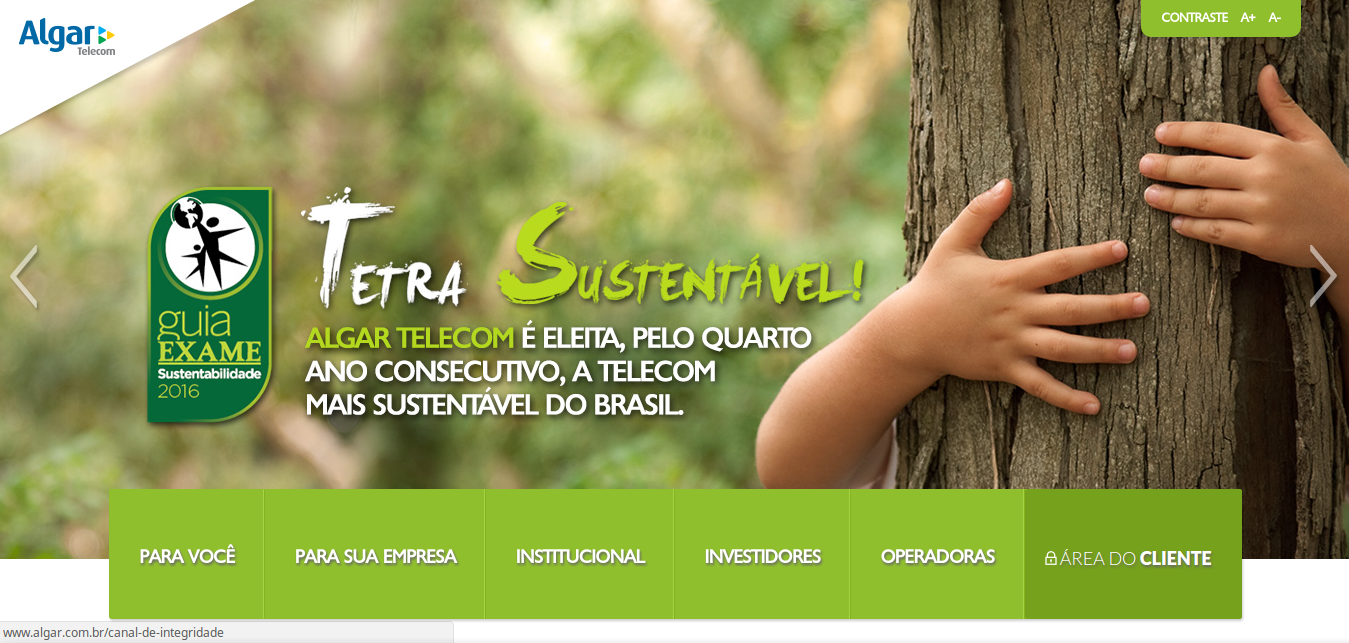 Algar
Telecom
CONTRASTE A+ A-
guia
EXAME
Sustentabilidade
2016
TETRA SUSTENTÁVEL!
ALGAR TELECOM É ELEITA, PELO QUARTO
ANO CONSECUTIVO, A TELECOM
MAIS SUSTENTÁVEL DO BRASIL.
PARA VOCÊ
PARA SUA EMPRESA
INSTITUCIONAL
INVESTIDORES
OPERADORAS
ÁREA DO CLIENTE
www.algar.com.br/canal-de-integridade